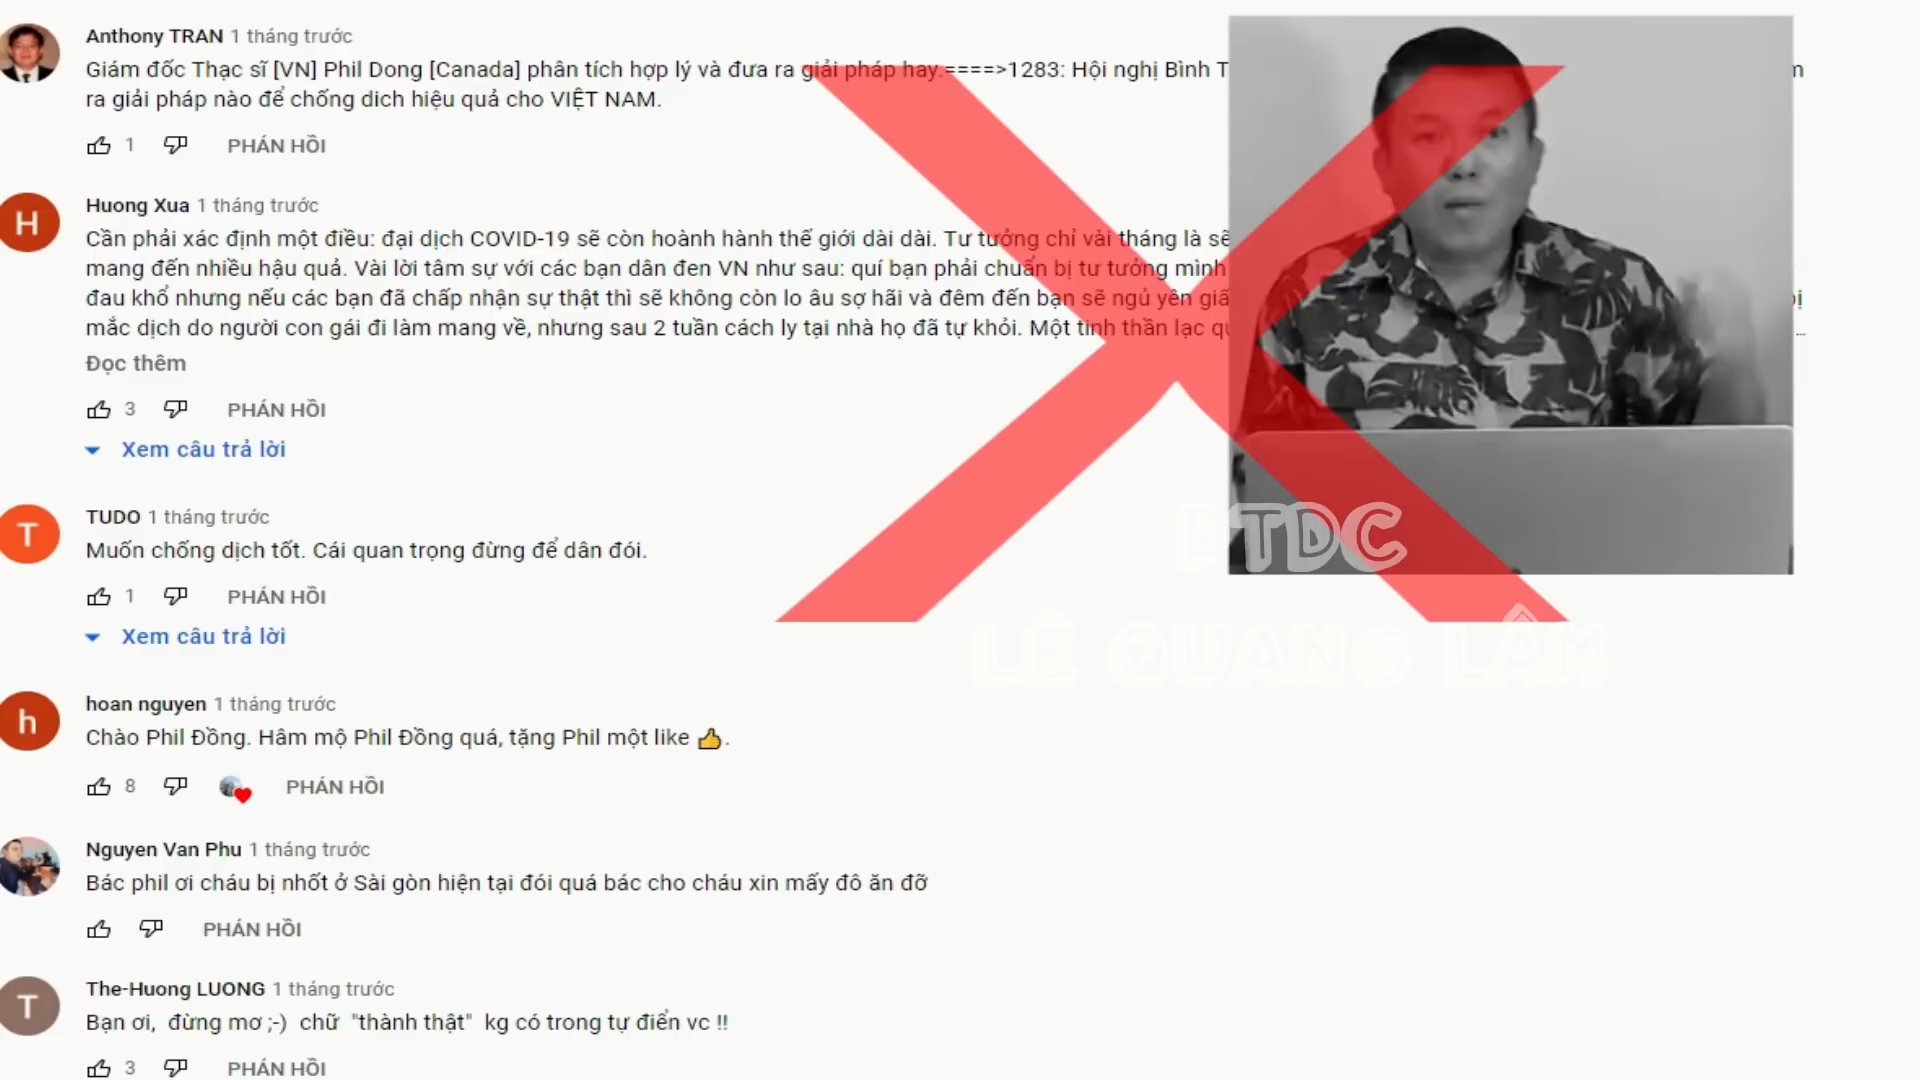 Anthony TRAN 1 tháng trước
Giám đốc Thạc sĩ [VN] Phil Dong [Canada] phân tích hợp lý và đưa ra giải pháp hay.====>1283: Hội nghị Bình
ra giải pháp nào để chống dich hiệu quả cho VIỆT NAM.
1 PHẢN HỒI
H
Huong Xua 1 tháng trước
Cần phải xác định một điều: đại dịch COVID-19 sẽ còn hoành hành thế giới dài dài. Tư tưởng chỉ vài tháng là sẽ
mang đến nhiều hậu quả. Vài lời tâm sự với các bạn dân đen VN như sau: quí bạn phải chuẩn bị tư tưởng mình
đau khổ nhưng nếu các bạn đã chấp nhận sự thật thì sẽ không còn lo âu sợ hãi và đêm đến bạn sẽ ngủ yên
mắc dịch do người con gái đi làm mang về, nhưng sau 2 tuần cách ly tại nhà họ đã tự khỏi. Một tinh thần lạc
Đọc thêm
3 PHẢN HỒI
Xem câu trả lời
T
TUDO 1 tháng trước
Muốn chống dịch tốt. Cái quan trọng đừng để dân đói.
1 PHẢN HỒI
Xem câu trả lời
h
hoan nguyen 1 tháng trước
Chào Phil Đồng. Hâm mộ Phil Đồng quá, tặng Phil một like 👍.
8 PHẢN HỒI
Nguyen Van Phu 1 tháng trước
Bác phil ơi cháu bị nhốt ở Sài gòn hiện tại đói quá bác cho cháu xin mấy đô ăn đỡ
PHẢN HỒI
T
The-Huong LUONG 1 tháng trước
Bạn ơi, đừng mơ ;-) chữ "thành thật" kg có trong tự điển vc !!
3 PHẢN HỒI
DTDC
LÊ QUANG LÂM